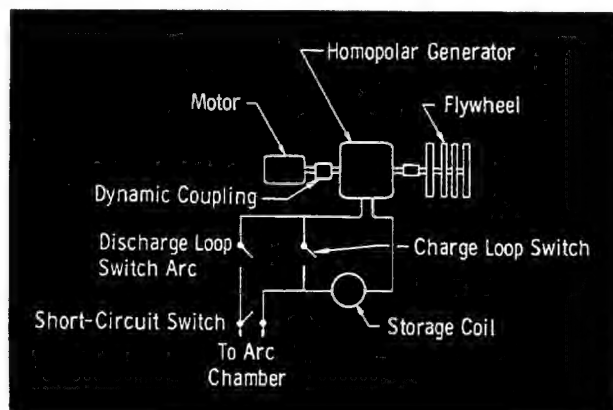 Homopolar Generator
Motor
Flywheel
Dynamic Coupling
Discharge Loop
Switch Arc
Charge Loop Switch
Short-Circuit Switch
Storage Coil
To Arc
Chamber